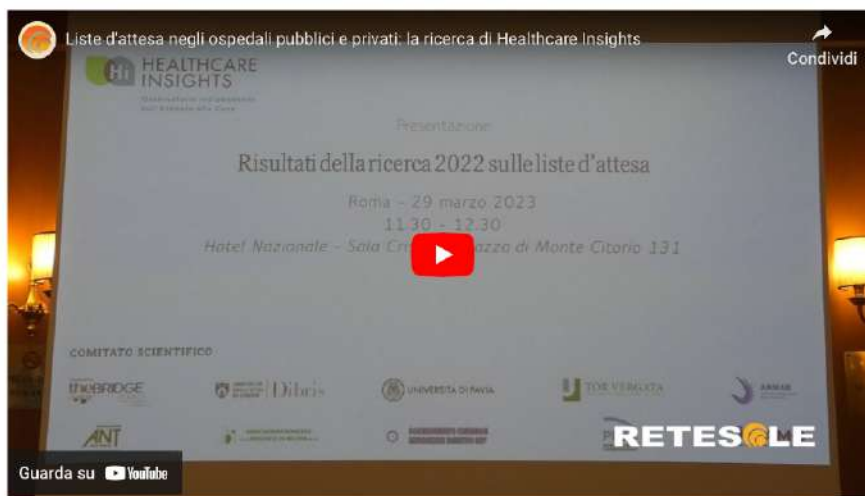 Liste d'attesa negli ospedali pubblici e privati: la ricerca di Healthcare Insights
Condividi
Hi HEALTHCARE
INSIGHTS
Presentazione
Risultati della ricerca 2022 sulle liste d'attesa
Roma - 29 marzo 2023
11.30 - 12.30
Hotel Nazionale - Sala di Monte Citorio 131
COMITATO SCIENTIFICO
theBRIDGE
Dibris
UNIVERSITÀ DI PAVIA
TOR VERGATA
ANT
RETESOLE
Guarda su YouTube